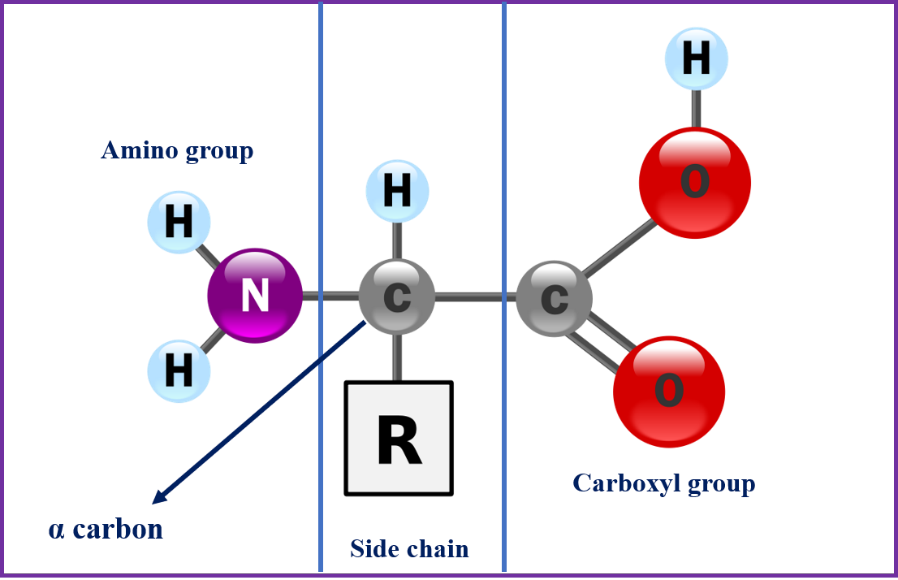 H
Amino group
H
H
O
N
C
C
H
O
R
Carboxyl group
α carbon
Side chain